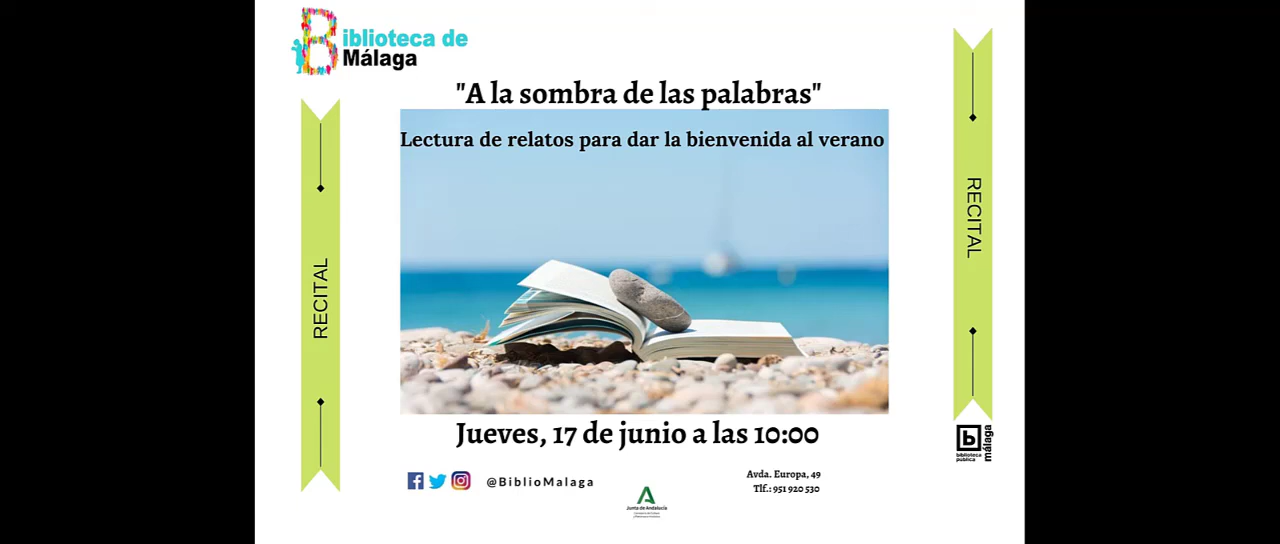 Biblioteca de
Málaga
"A la sombra de las palabras"
Lectura de relatos para dar la bienvenida al verano
RECITAL
RECITAL
Jueves, 17 de junio a las 10:00
@BiblioMalaga
Avda. Europa, 49
Tlf.: 951 920 530
Junta de Andalucía
b
biblioteca
pública
málaga